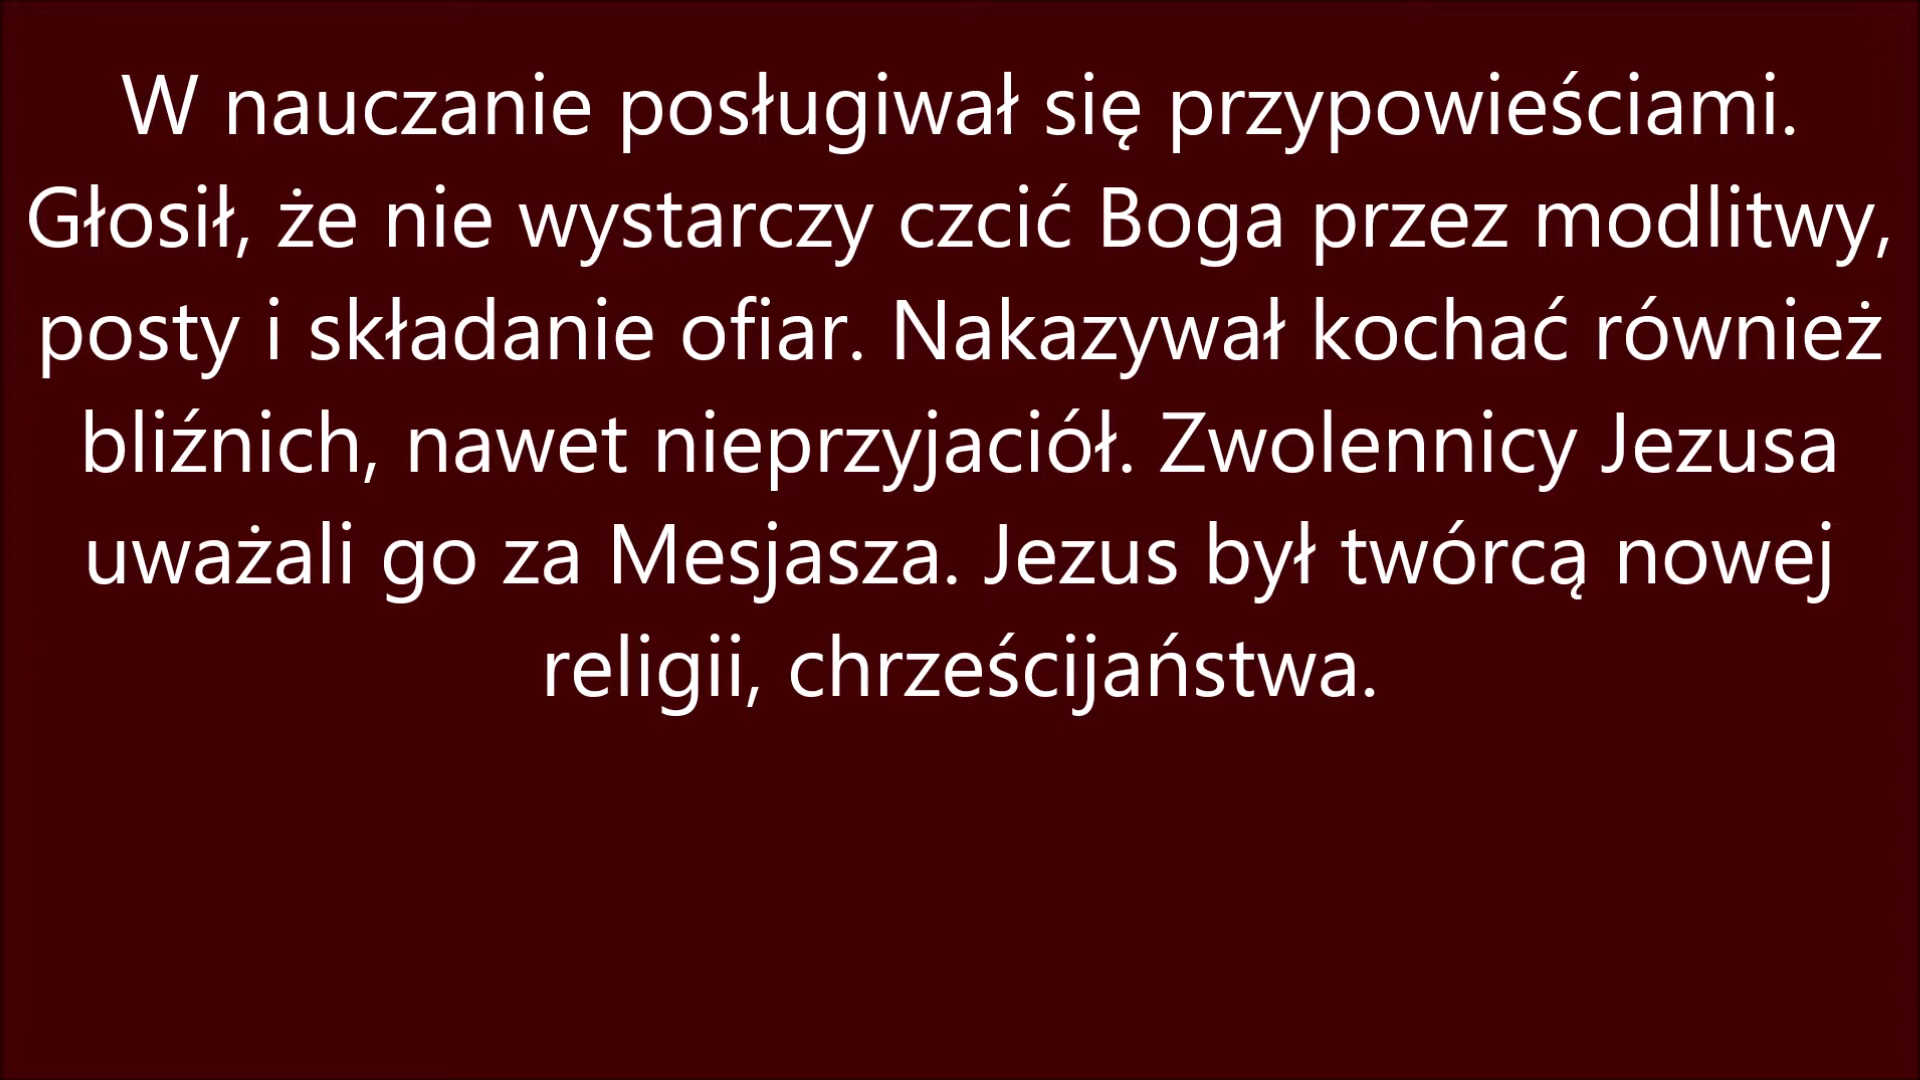 W nauczanie posługiwał się przypowieściami.
Głosił, że nie wystarczy czcić Boga przez modlitwy,
posty i składanie ofiar. Nakazywał kochać również
bliźnich, nawet nieprzyjaciół. Zwolennicy Jezusa
uważali go za Mesjasza. Jezus był twórcą nowej
religii, chrześcijaństwa.